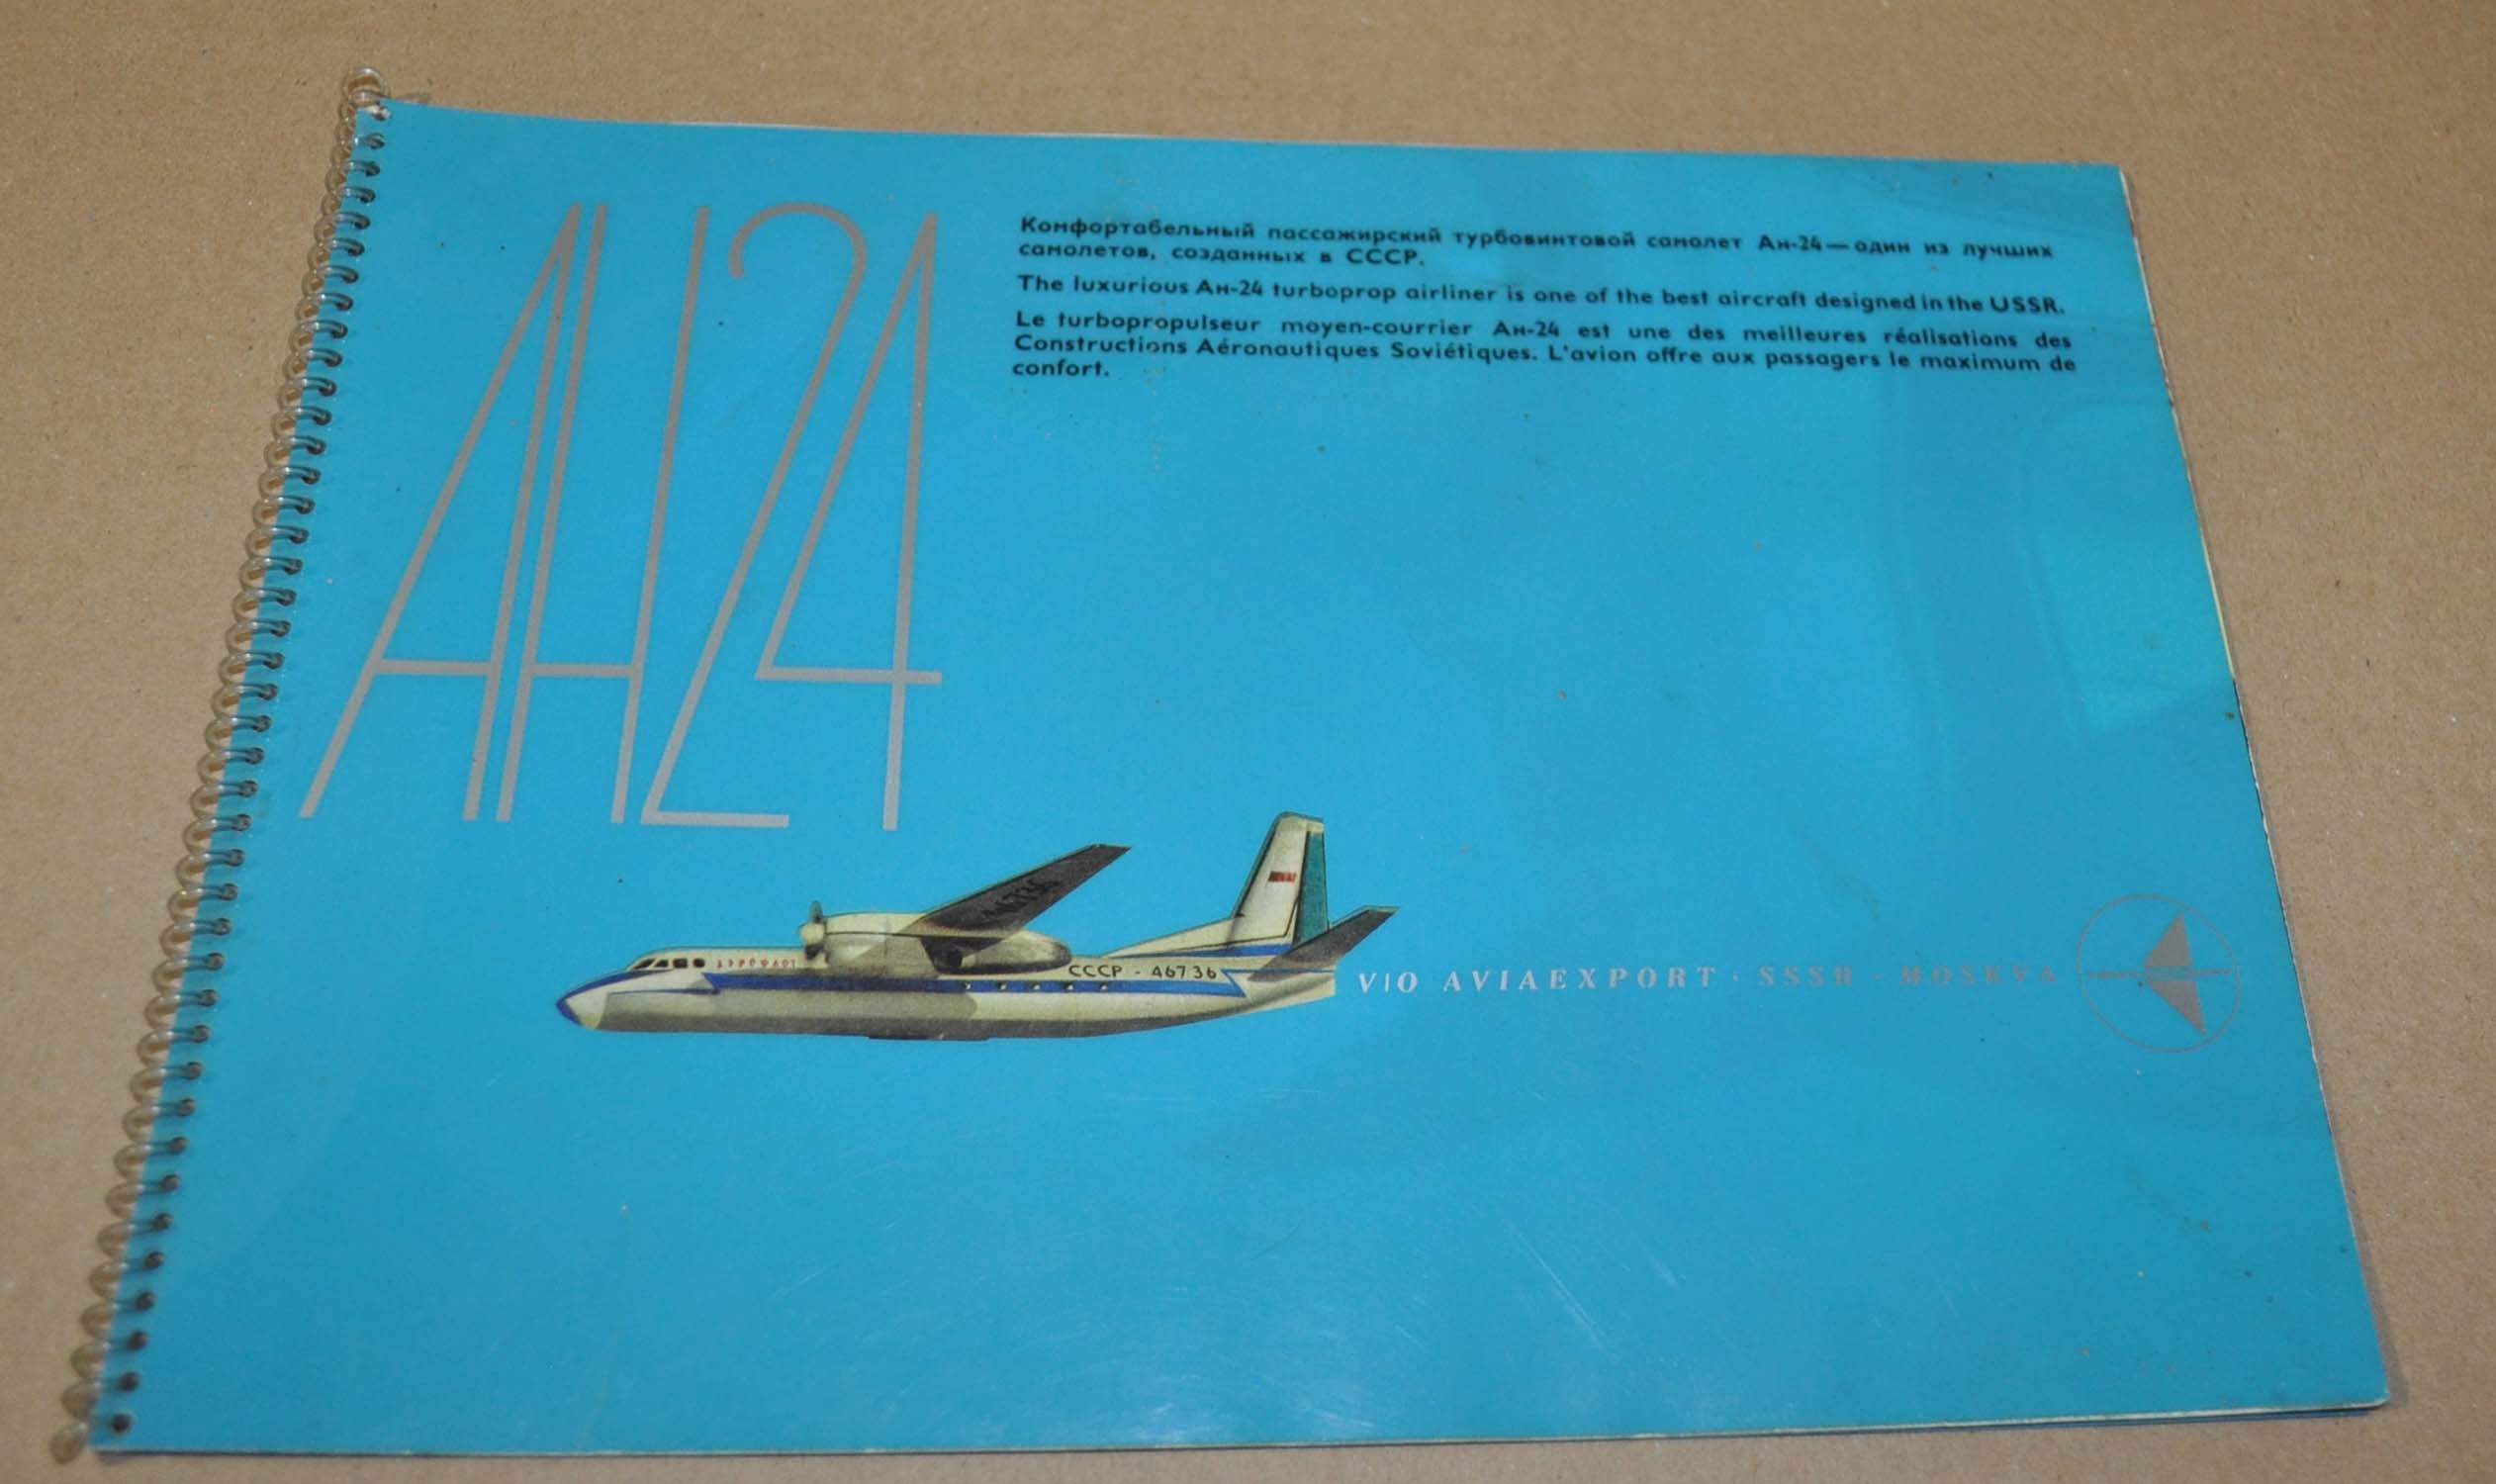 АН24
Комфортабельный пассажирский турбовинтовой самолет Ан-24—один из лучших
самолетов, созданных в СССР.
The luxurious Ан-24 turboprop airliner is one of the best aircraft designed in the USSR.
Le turbopropulseur moyen-courrier Ан-24 est une des meilleures réalisations des
Constructions Aéronautiques Soviétiques. L'avion offre aux passagers le maximum de
confort.
СССР - 46736
V/O AVIAEXPORT · SSSR · MOSKVA